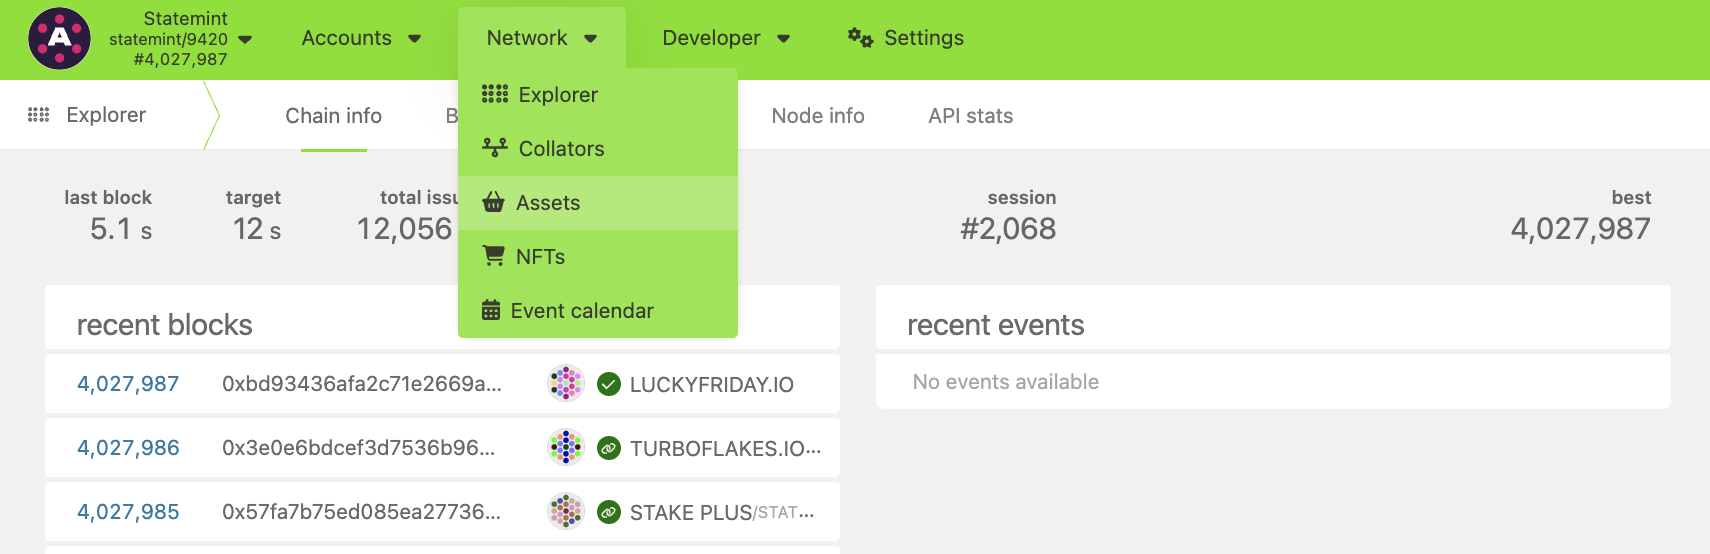 Statemint
statemint/9420
#4,027,987
Accounts
Network
Developer
Settings
Explorer
Collators
Assets
NFTs
Event calendar
Explorer
Chain info
B
Node info
API stats
last block
5.1 s
target
12 s
total issu
12,056
session
#2,068
best
4,027,987
recent blocks
4,027,987 0xbd93436afa2c71e2669a... LUCKYFRIDAY.IO
4,027,986 0x3e0e6bdcef3d7536b96... TURBOFLAKES.IO...
4,027,985 0x57fa7b75ed085ea27736... STAKE PLUS/STAT...
recent events
No events available